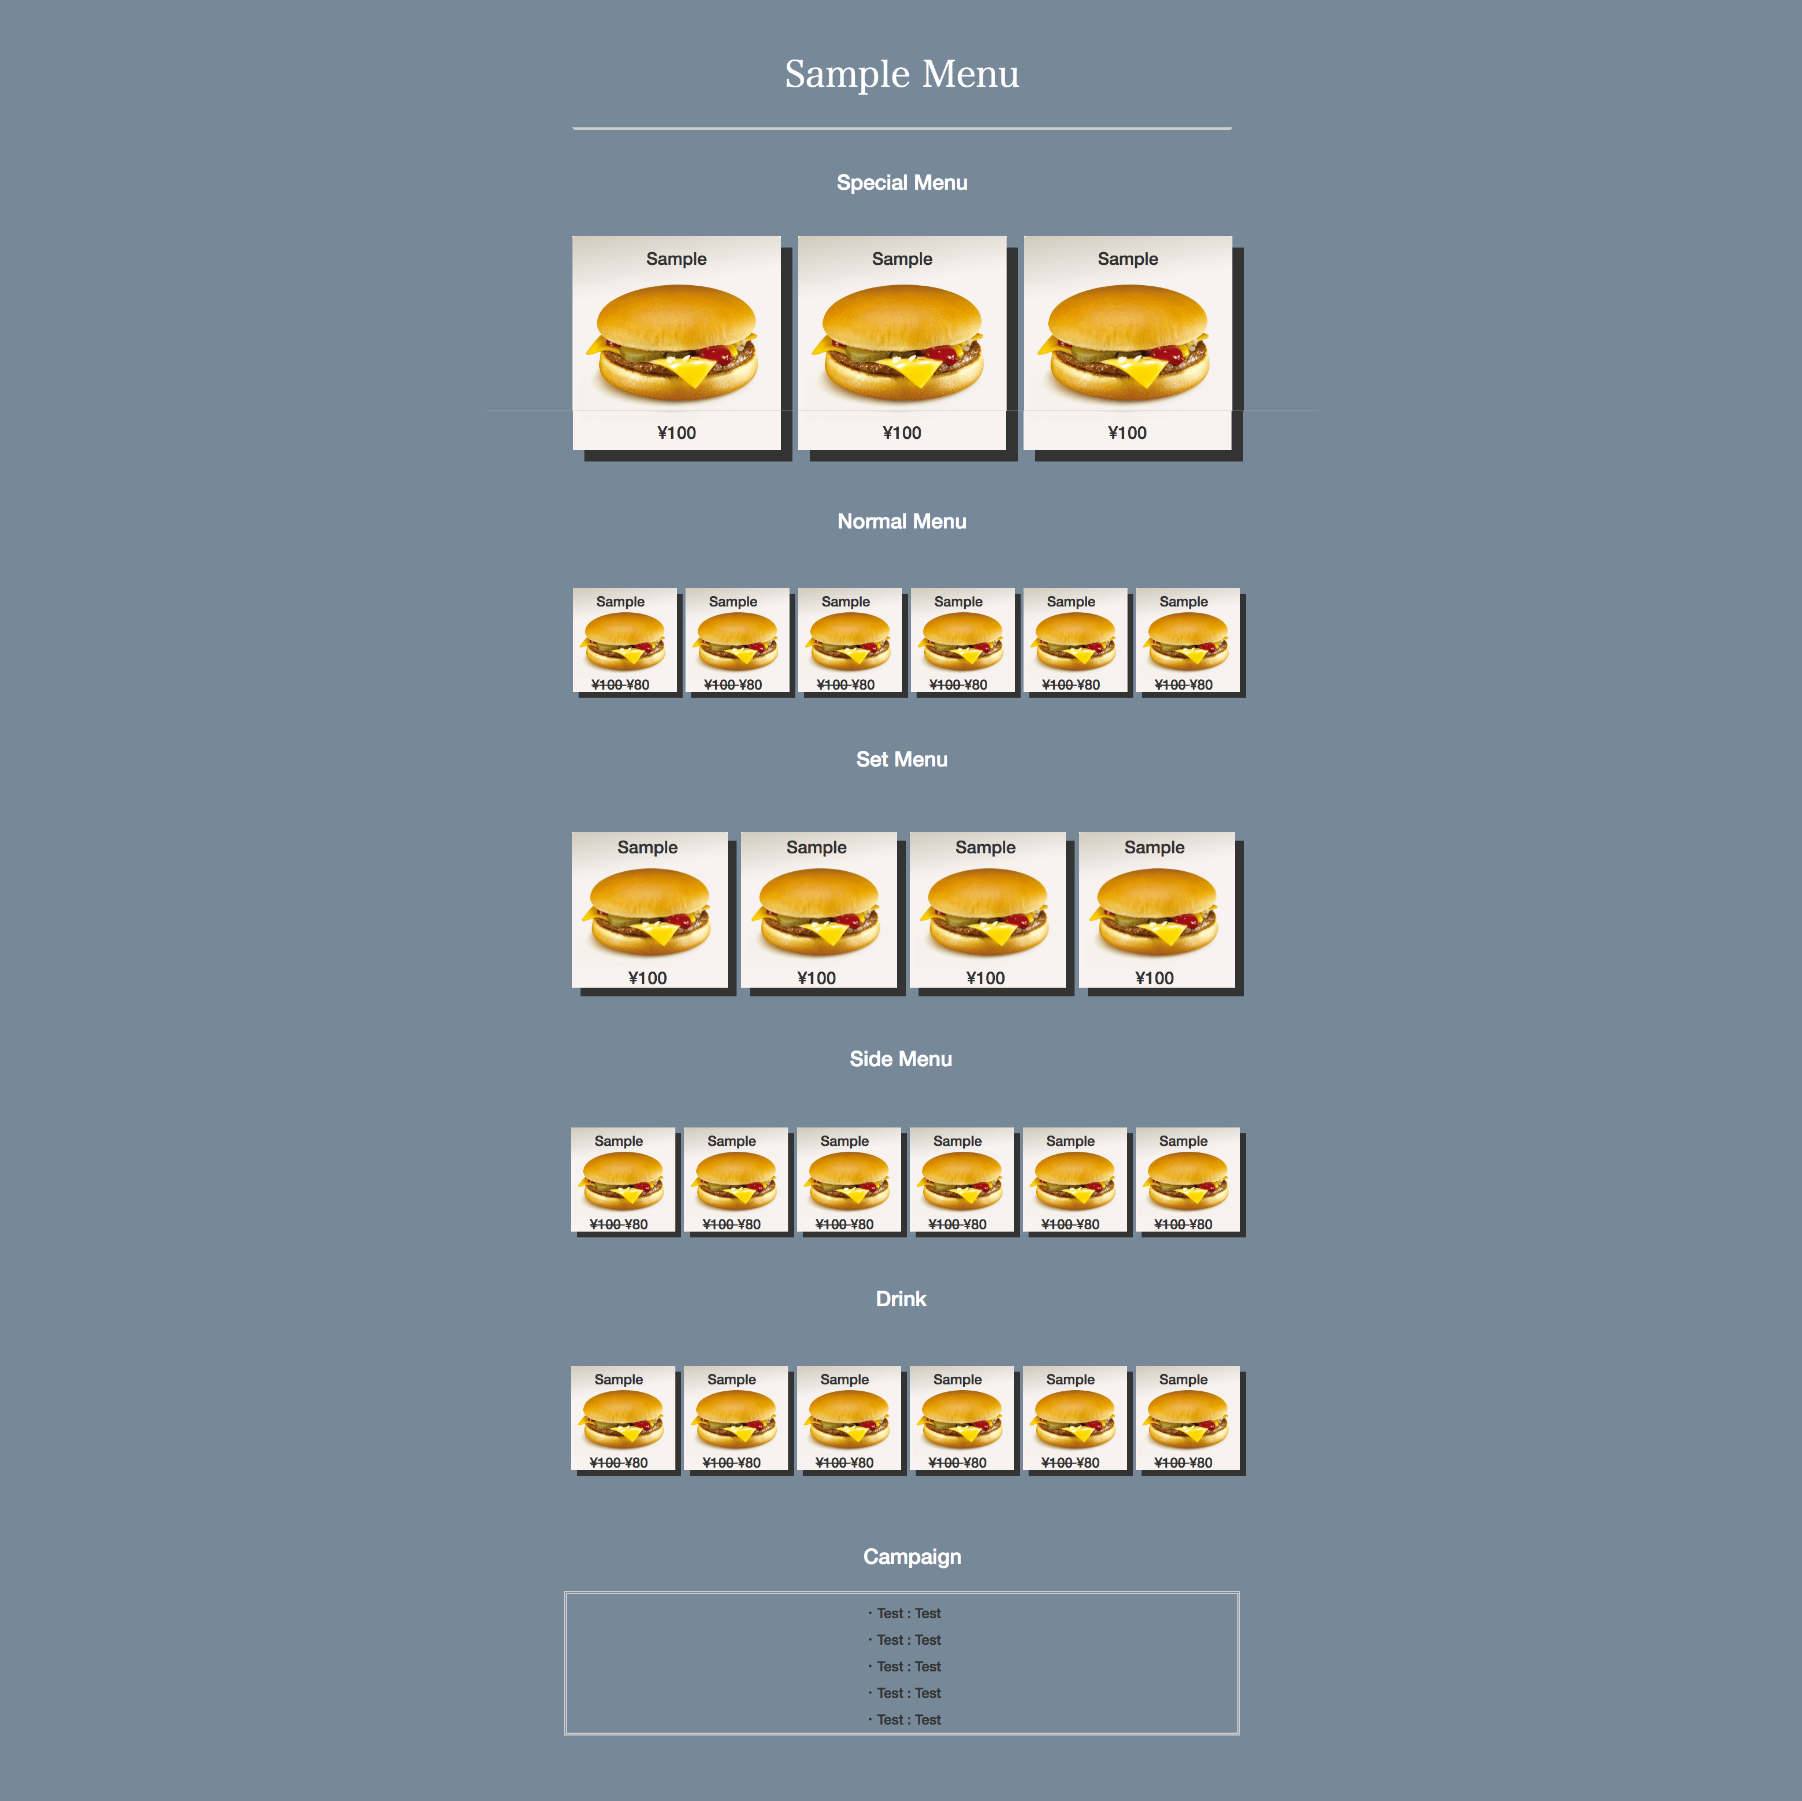 Sample Menu
Special Menu
Sample Sample Sample
¥100 ¥100 ¥100
Normal Menu
Sample Sample Sample Sample Sample Sample
¥100 ¥80 ¥100 ¥80 ¥100 ¥80 ¥100 ¥80 ¥100 ¥80 ¥100 ¥80
Set Menu
Sample Sample Sample Sample
¥100 ¥100 ¥100 ¥100
Side Menu
Sample Sample Sample Sample Sample Sample
¥100 ¥80 ¥100 ¥80 ¥100 ¥80 ¥100 ¥80 ¥100 ¥80 ¥100 ¥80
Drink
Sample Sample Sample Sample Sample Sample
¥100 ¥80 ¥100 ¥80 ¥100 ¥80 ¥100 ¥80 ¥100 ¥80 ¥100 ¥80
Campaign
・Test : Test
・Test : Test
・Test : Test
・Test : Test
・Test : Test